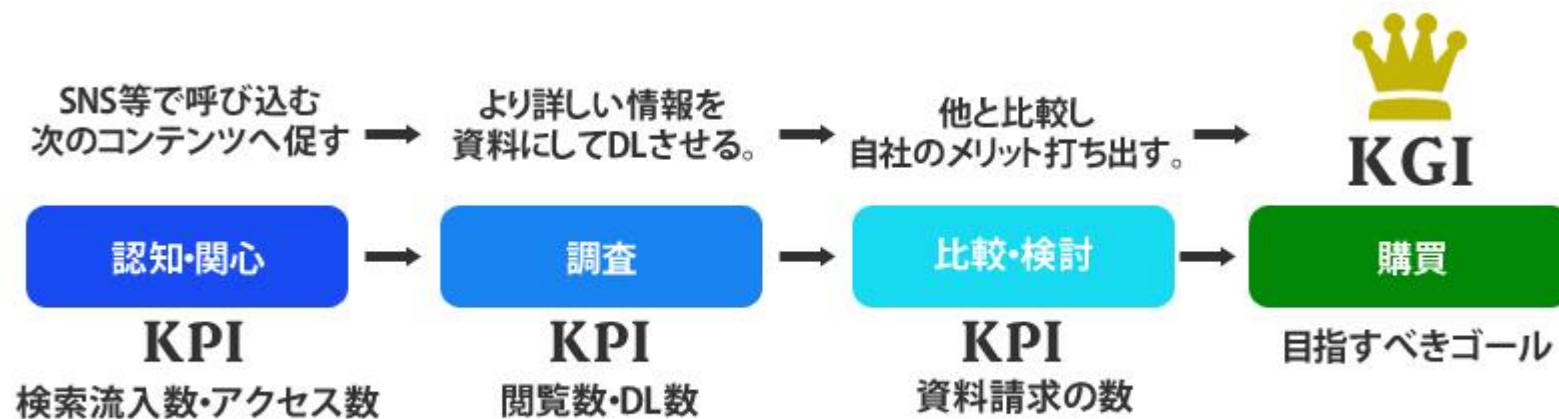 SNS等で呼び込む
次のコンテンツへ促す
より詳しい情報を
資料にしてDLさせる。
他と比較し
自社のメリット打ち出す。
KGI
認知・関心
調査
比較・検討
購買
KPI
検索流入数・アクセス数
KPI
閲覧数・DL数
KPI
資料請求の数
目指すべきゴール